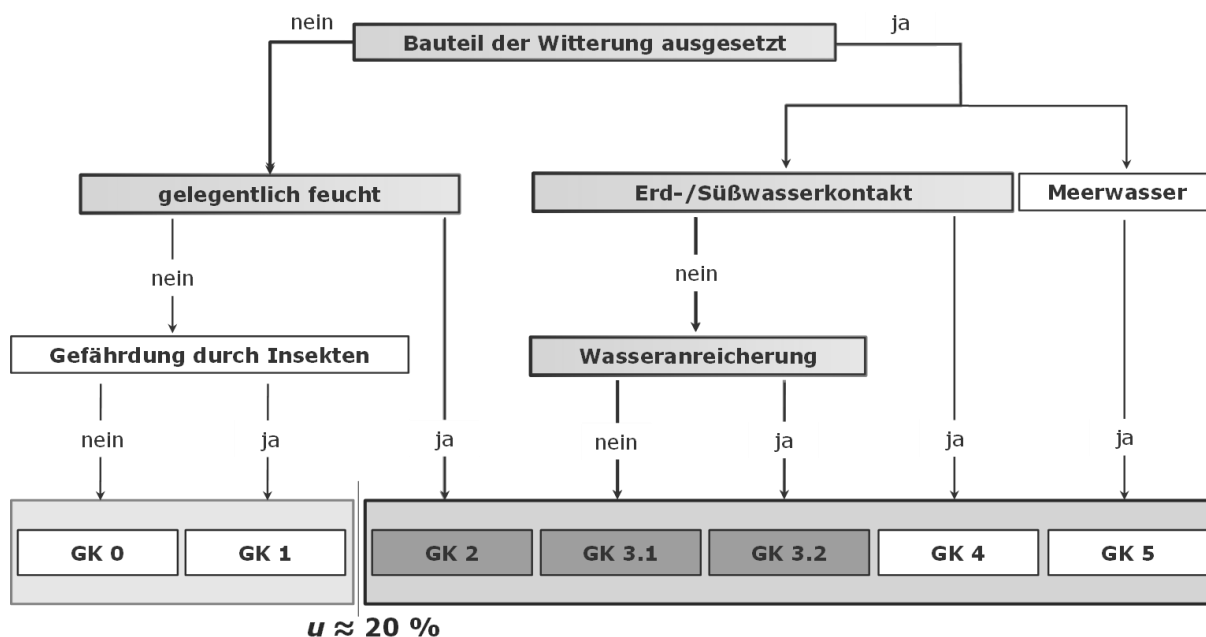 nein
ja
Bauteil der Witterung ausgesetzt
gelegentlich feucht
Erd-/Süßwasserkontakt
Meerwasser
nein
nein
Gefährdung durch Insekten
Wasseranreicherung
nein
ja
ja
nein
ja
ja
ja
GK 0
GK 1
GK 2
GK 3.1
GK 3.2
GK 4
GK 5
u ≈ 20 %